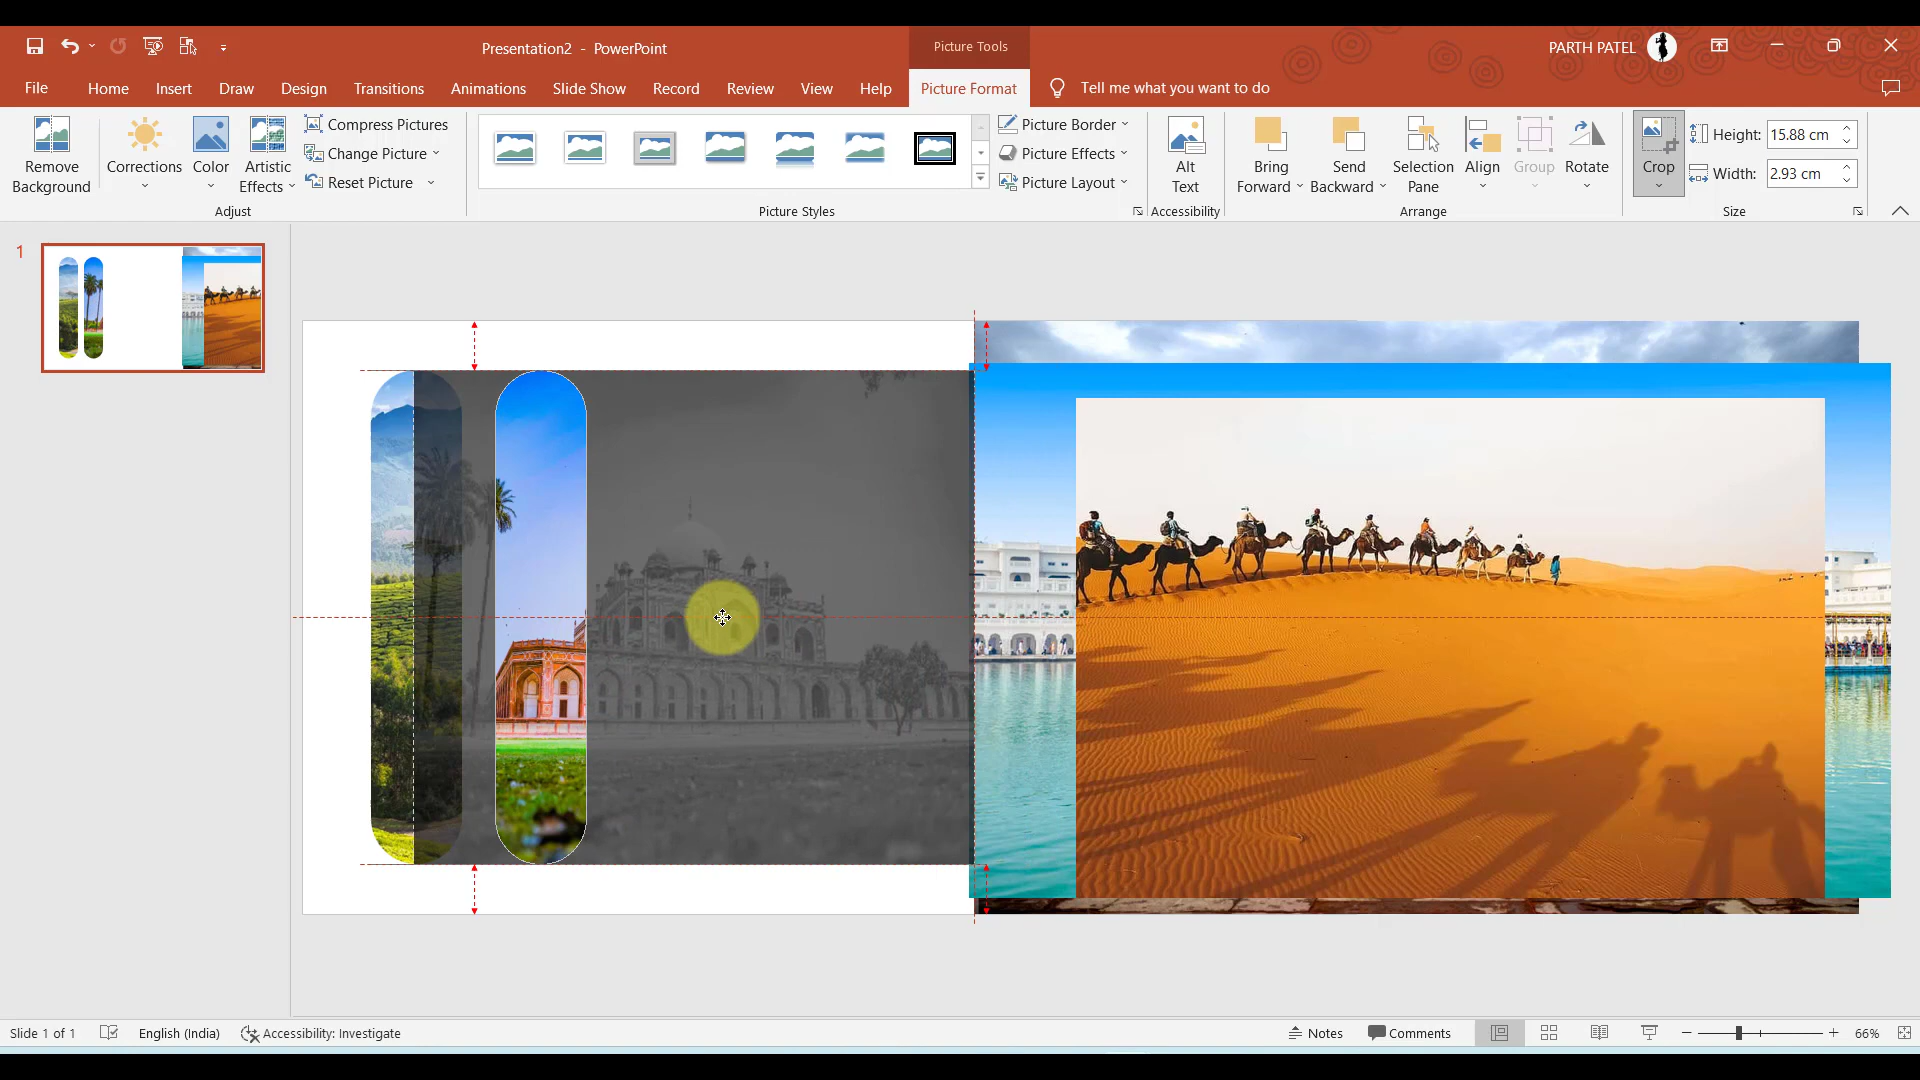 Presentation2 - PowerPoint
Picture Tools
PARTH PATEL
File
Home
Insert
Draw
Design
Transitions
Animations
Slide Show
Record
Review
View
Help
Picture Format
Tell me what you want to do
Remove
Background
Corrections
Color
Artistic
Effects
Compress Pictures
Change Picture
Reset Picture
Adjust
Picture Border
Picture Effects
Picture Layout
Picture Styles
Alt
Text
Accessibility
Bring
Forward
Send
Backward
Selection
Pane
Align
Group
Rotate
Arrange
Crop
Height: 15.88 cm
Width: 2.93 cm
Size
1
Slide 1 of 1
English (India)
Accessibility: Investigate
Notes
Comments
66%